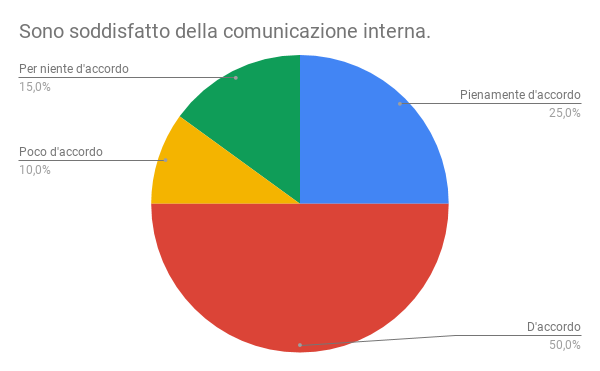 Sono soddisfatto della comunicazione interna.
Per niente d'accordo
15,0%
Pienamente d'accordo
25,0%
Poco d'accordo
10,0%
D'accordo
50,0%